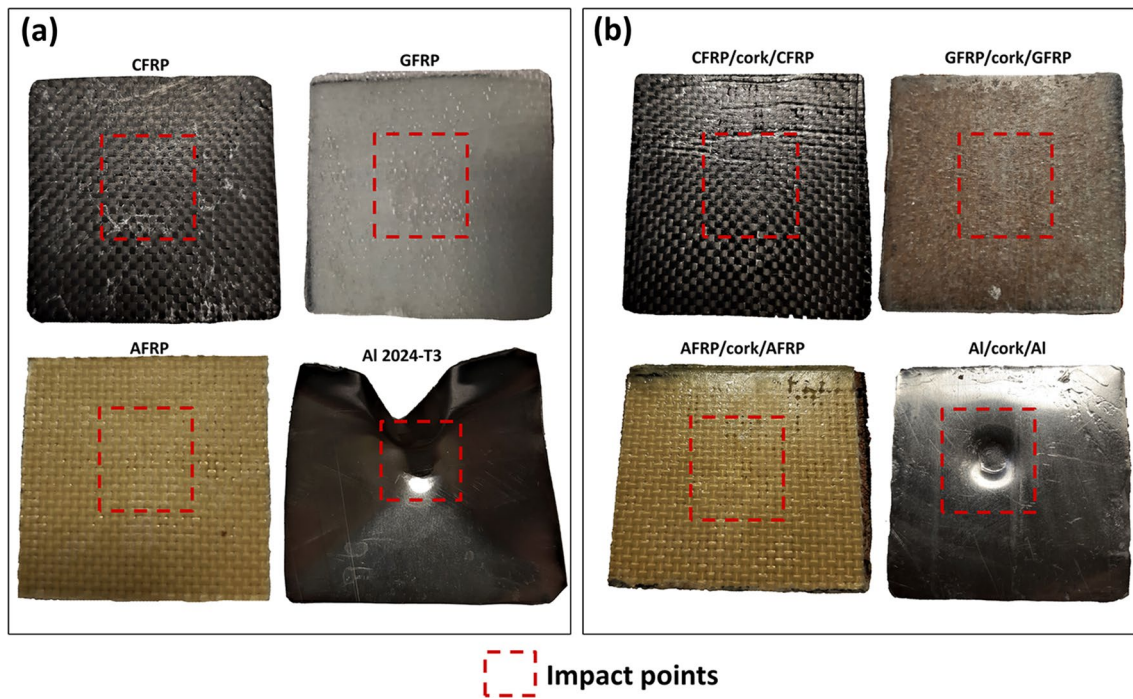 (a)
CFRP
GFRP
AFRP
Al 2024-T3
(b)
CFRP/cork/CFRP
GFRP/cork/GFRP
AFRP/cork/AFRP
Al/cork/Al
Impact points